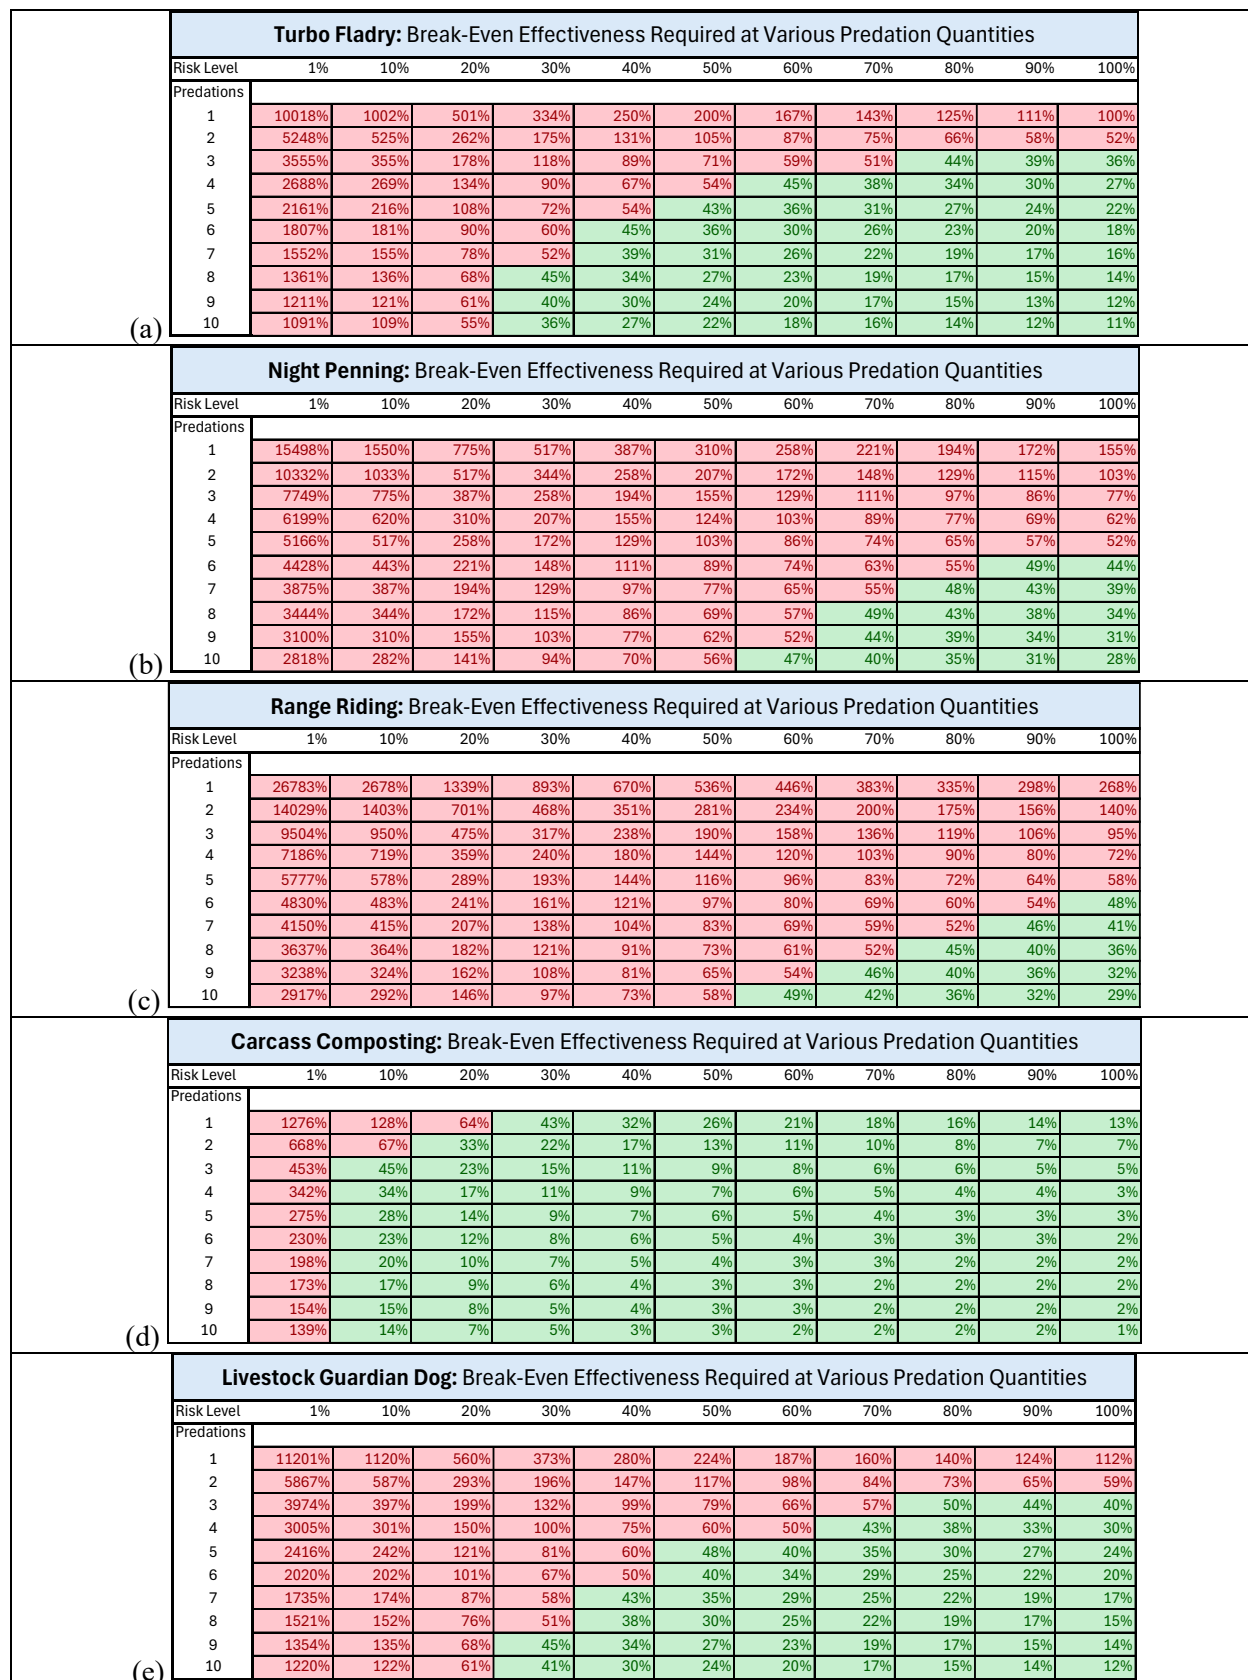 Turbo Fladry: Break-Even Effectiveness Required at Various Predation Quantities
Risk Level 1% 10% 20% 30% 40% 50% 60% 70% 80% 90% 100%
Predations
1 10018% 1002% 501% 334% 250% 200% 167% 143% 125% 111% 100%
2 5248% 525% 262% 175% 131% 105% 87% 75% 66% 58% 52%
3 3555% 355% 178% 118% 89% 71% 59% 51% 44% 39% 36%
4 2688% 269% 134% 90% 67% 54% 45% 38% 34% 30% 27%
5 2161% 216% 108% 72% 54% 43% 36% 31% 27% 24% 22%
6 1807% 181% 90% 60% 45% 36% 30% 26% 23% 20% 18%
7 1552% 155% 78% 52% 39% 31% 26% 22% 19% 17% 16%
8 1361% 136% 68% 45% 34% 27% 23% 19% 17% 15% 14%
9 1211% 121% 61% 40% 30% 24% 20% 17% 15% 13% 12%
(a) 10 1091% 109% 55% 36% 27% 22% 18% 16% 14% 12% 11%
Night Penning: Break-Even Effectiveness Required at Various Predation Quantities
Risk Level 1% 10% 20% 30% 40% 50% 60% 70% 80% 90% 100%
Predations
1 15498% 1550% 775% 517% 387% 310% 258% 221% 194% 172% 155%
2 10332% 1033% 517% 344% 258% 207% 172% 148% 129% 115% 103%
3 7749% 775% 387% 258% 194% 155% 129% 111% 97% 86% 77%
4 6199% 620% 310% 207% 155% 124% 103% 89% 77% 69% 62%
5 5166% 517% 258% 172% 129% 103% 86% 74% 65% 57% 52%
6 4428% 443% 221% 148% 111% 89% 74% 63% 55% 49% 44%
7 3875% 387% 194% 129% 97% 77% 65% 55% 48% 43% 39%
8 3444% 344% 172% 115% 86% 69% 57% 49% 43% 38% 34%
9 3100% 310% 155% 103% 77% 62% 52% 44% 39% 34% 31%
(b) 10 2818% 282% 141% 94% 70% 56% 47% 40% 35% 31% 28%
Range Riding: Break-Even Effectiveness Required at Various Predation Quantities
Risk Level 1% 10% 20% 30% 40% 50% 60% 70% 80% 90% 100%
Predations
1 26783% 2678% 1339% 893% 670% 536% 446% 383% 335% 298% 268%
2 14029% 1403% 701% 468% 351% 281% 234% 200% 175% 156% 140%
3 9504% 950% 475% 317% 238% 190% 158% 136% 119% 106% 95%
4 7186% 719% 359% 240% 180% 144% 120% 103% 90% 80% 72%
5 5777% 578% 289% 193% 144% 116% 96% 83% 72% 64% 58%
6 4830% 483% 241% 161% 121% 97% 80% 69% 60% 54% 48%
7 4150% 415% 207% 138% 104% 83% 69% 59% 52% 46% 41%
8 3637% 364% 182% 121% 91% 73% 61% 52% 45% 40% 36%
9 3238% 324% 162% 108% 81% 65% 54% 46% 40% 36% 32%
(c) 10 2917% 292% 146% 97% 73% 58% 49% 42% 36% 32% 29%
Carcass Composting: Break-Even Effectiveness Required at Various Predation Quantities
Risk Level 1% 10% 20% 30% 40% 50% 60% 70% 80% 90% 100%
Predations
1 1276% 128% 64% 43% 32% 26% 21% 18% 16% 14% 13%
2 668% 67% 33% 22% 17% 13% 11% 10% 8% 7% 7%
3 453% 45% 23% 15% 11% 9% 8% 6% 6% 5% 5%
4 342% 34% 17% 11% 9% 7% 6% 5% 4% 4% 3%
5 275% 28% 14% 9% 7% 6% 5% 4% 3% 3% 3%
6 230% 23% 12% 8% 6% 5% 4% 3% 3% 3% 2%
7 198% 20% 10% 7% 5% 4% 3% 3% 2% 2% 2%
8 173% 17% 9% 6% 4% 3% 3% 2% 2% 2% 2%
9 154% 15% 8% 5% 4% 3% 3% 2% 2% 2% 2%
(d) 10 139% 14% 7% 5% 3% 3% 2% 2% 2% 2% 1%
Livestock Guardian Dog: Break-Even Effectiveness Required at Various Predation Quantities
Risk Level 1% 10% 20% 30% 40% 50% 60% 70% 80% 90% 100%
Predations
1 11201% 1120% 560% 373% 280% 224% 187% 160% 140% 124% 112%
2 5867% 587% 293% 196% 147% 117% 98% 84% 73% 65% 59%
3 3974% 397% 199% 132% 99% 79% 66% 57% 50% 44% 40%
4 3005% 301% 150% 100% 75% 60% 50% 43% 38% 33% 30%
5 2416% 242% 121% 81% 60% 48% 40% 35% 30% 27% 24%
6 2020% 202% 101% 67% 50% 40% 34% 29% 25% 22% 20%
7 1735% 174% 87% 58% 43% 35% 29% 25% 22% 19% 17%
8 1521% 152% 76% 51% 38% 30% 25% 22% 19% 17% 15%
9 1354% 135% 68% 45% 34% 27% 23% 19% 17% 15% 14%
(e) 10 1220% 122% 61% 41% 30% 24% 20% 17% 15% 14% 12%